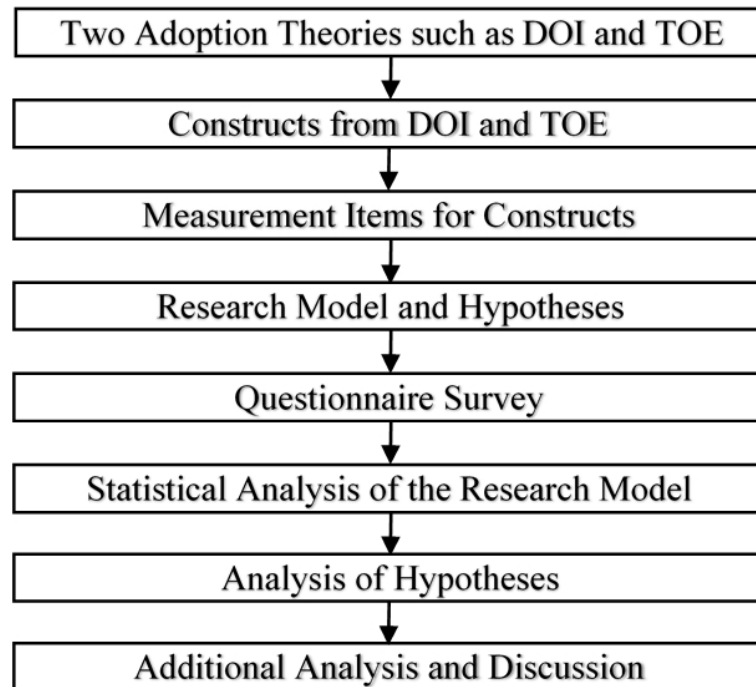 Two Adoption Theories such as DOI and TOE
Constructs from DOI and TOE
Measurement Items for Constructs
Research Model and Hypotheses
Questionnaire Survey
Statistical Analysis of the Research Model
Analysis of Hypotheses
Additional Analysis and Discussion